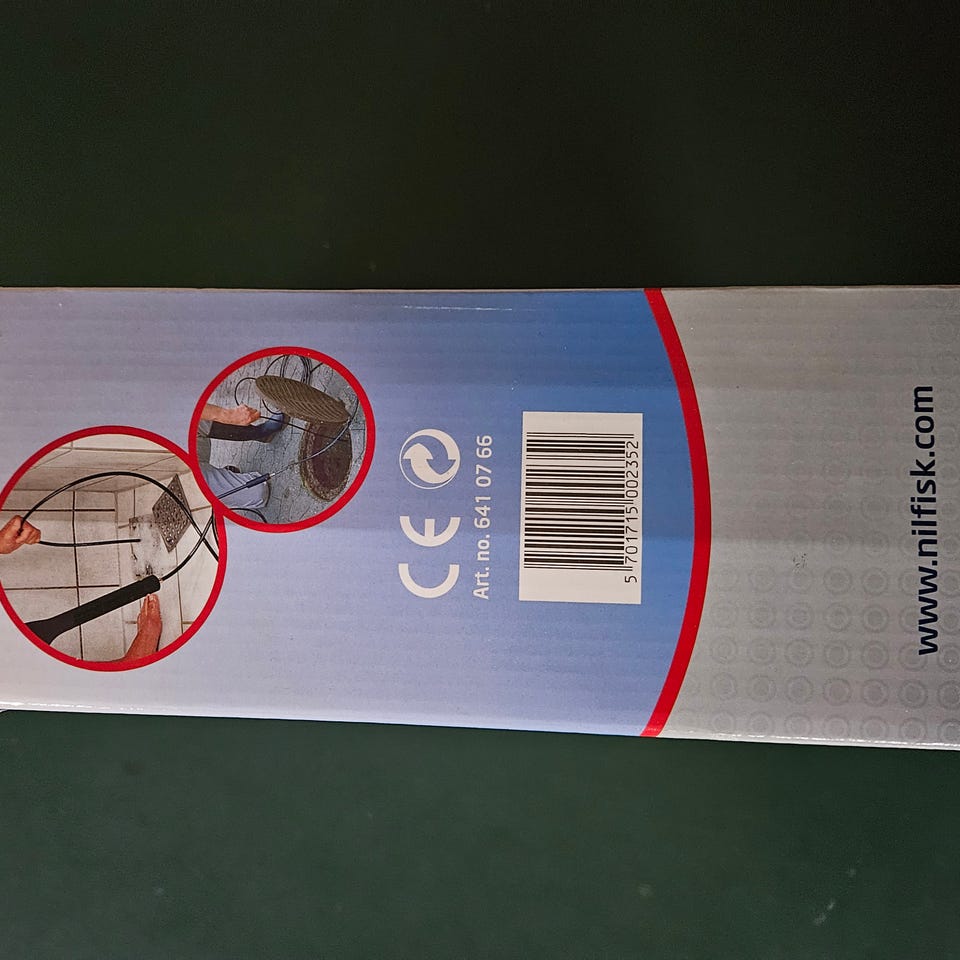 CE
Art. no. 641 07 66
5 701715 002352
www.nilfisk.com